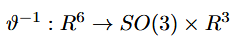 ϑ⁻¹ : R⁶ → SO(3) × R³